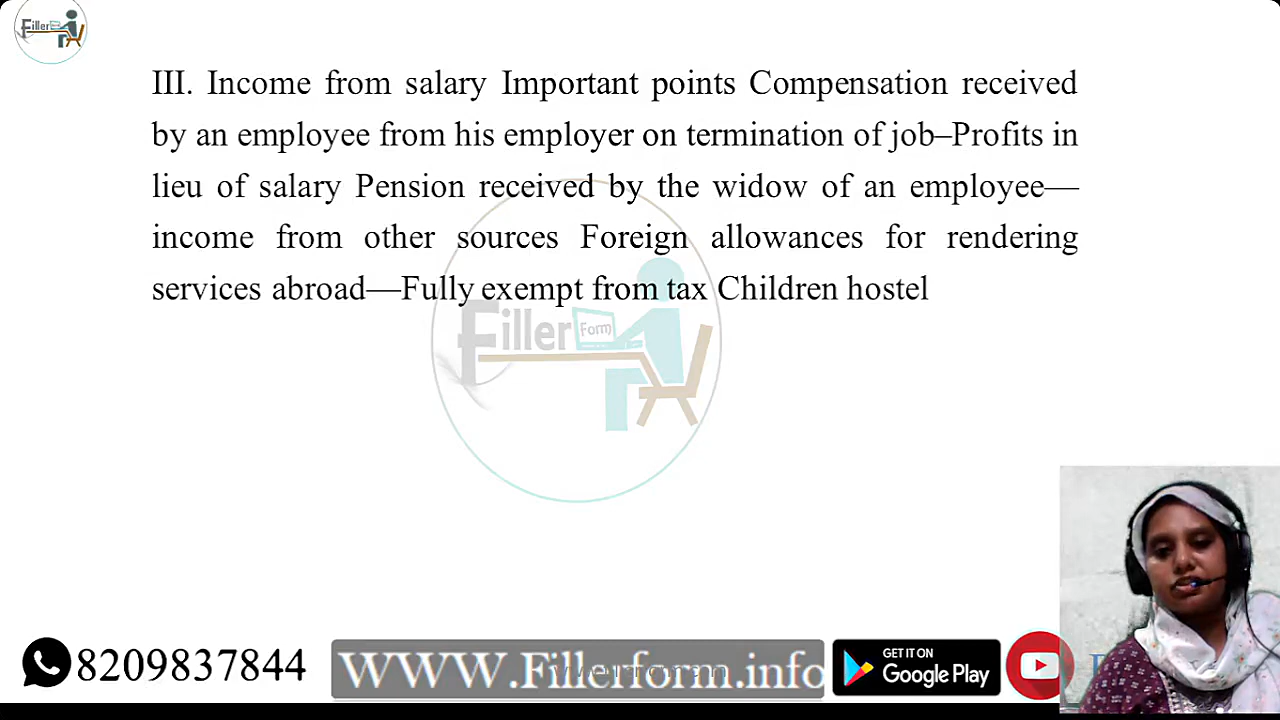 Filler
III. Income from salary Important points Compensation received
by an employee from his employer on termination of job–Profits in
lieu of salary Pension received by the widow of an employee—
income from other sources Foreign allowances for rendering
services abroad—Fully exempt from tax Children hostel
Filler Form
8209837844
WWW.Fillerform.info
GET IT ON
Google Play